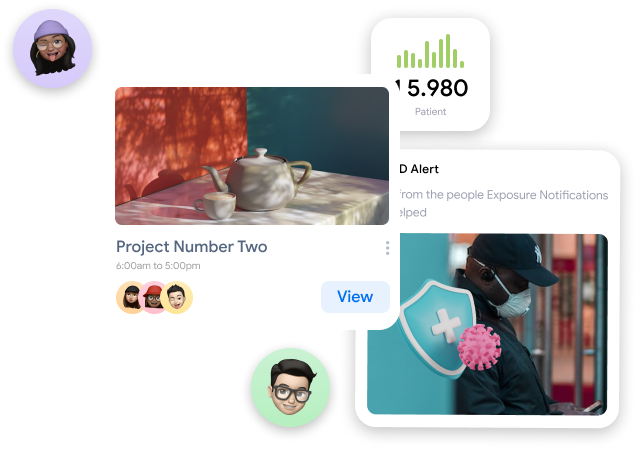 5.980
Patient
D Alert
from the people Exposure Notifications
elped
Project Number Two
6:00am to 5:00pm
View